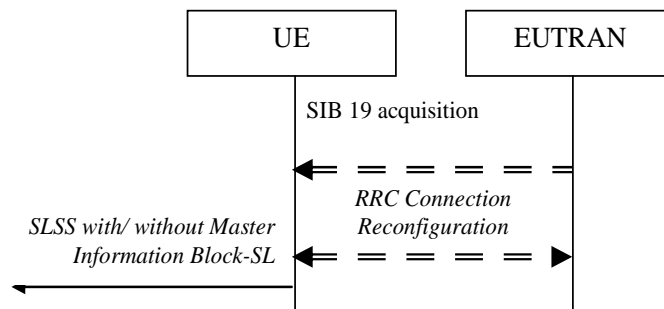 UE
EUTRAN
SIB 19 acquisition
RRC Connection
Reconfiguration
SLSS with/ without Master
Information Block-SL